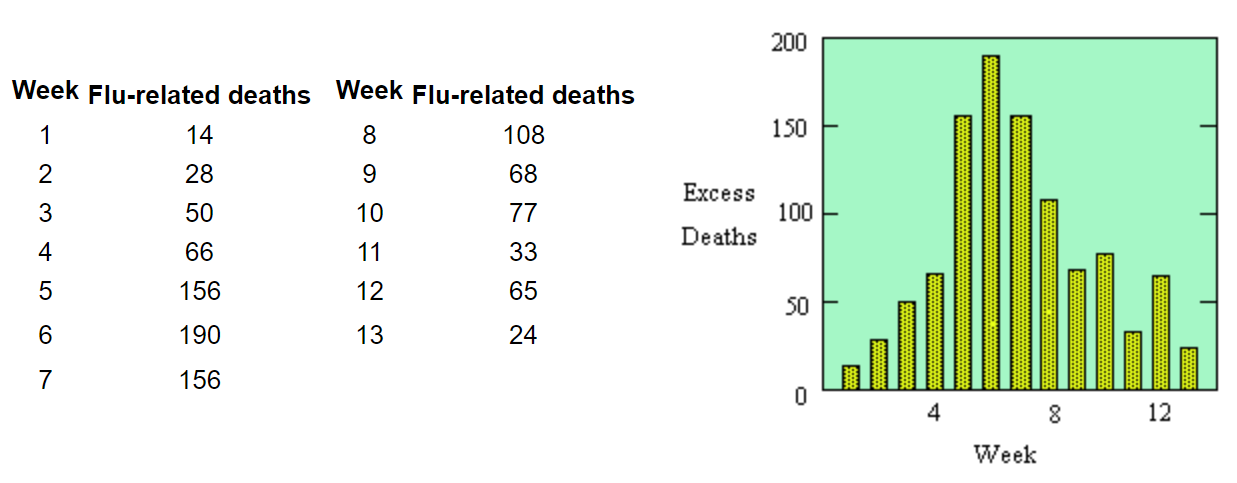 Week Flu-related deaths Week Flu-related deaths
1 14 8 108
2 28 9 68
3 50 10 77
4 66 11 33
5 156 12 65
6 190 13 24
7 156
200
150
100
50
0
Excess
Deaths
4 8 12
Week